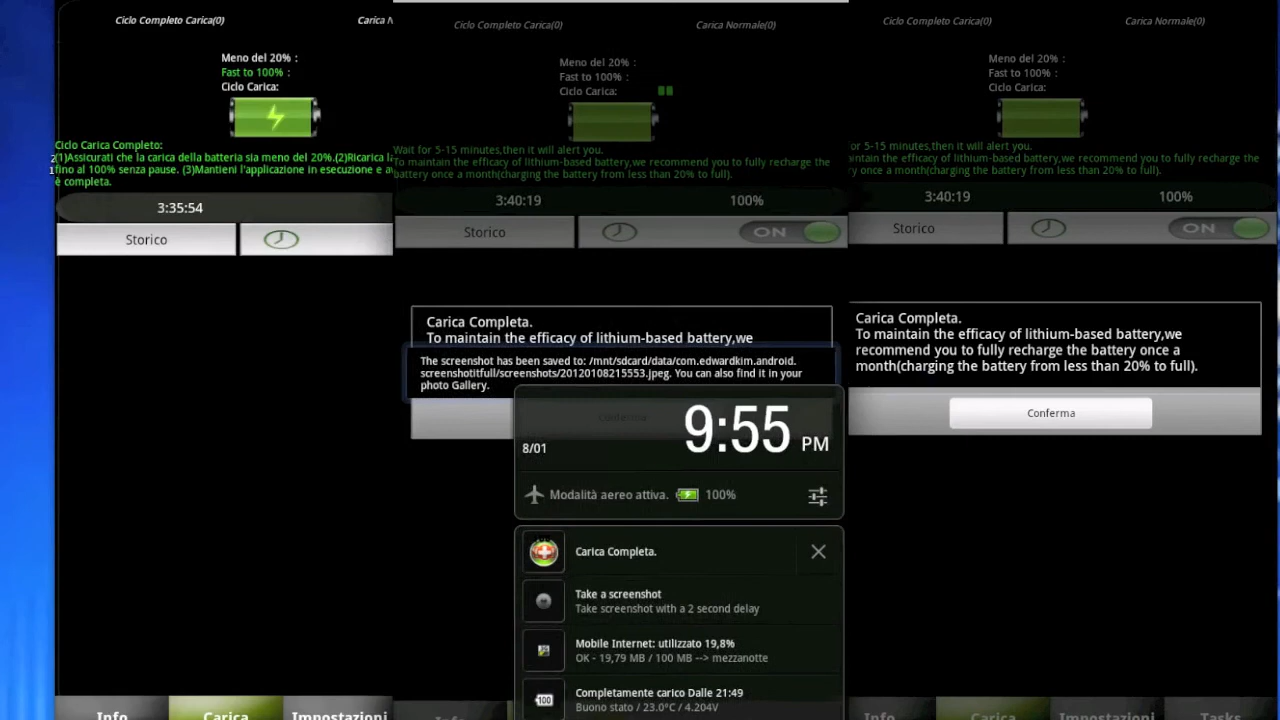 Ciclo Completo Carica(0)
Carica N
Meno del 20% :
Fast to 100% :
Ciclo Carica:
Ciclo Carica Completo:
(1)Assicurati che la carica della batteria sia meno del 20%.(2)Ricarica la
fino al 100% senza pause. (3)Mantieni l'applicazione in esecuzione e av
è completa.
3:35:54
Storico
Info
Carica
Impostazioni
Ciclo Completo Carica(0)
Carica Normale(0)
Meno del 20% :
Fast to 100% :
Ciclo Carica:
Wait for 5-15 minutes,then it will alert you.
To maintain the efficacy of lithium-based battery,we recommend you to fully recharge the
battery once a month(charging the battery from less than 20% to full).
3:40:19
100%
Storico
ON
Carica Completa.
To maintain the efficacy of lithium-based battery,we
The screenshot has been saved to: /mnt/sdcard/data/com.edwardkim.android.
screenshotitfull/screenshots/20120108215553.jpeg. You can also find it in your
photo Gallery.
Conferma
9:55 PM
8/01
Modalità aereo attiva.
100%
Carica Completa.
Take a screenshot
Take screenshot with a 2 second delay
Mobile Internet: utilizzato 19,8%
OK - 19,79 MB / 100 MB --> mezzanotte
100
Completamente carico Dalle 21:49
Buono stato / 23.0°C / 4.204V
Info
Ciclo Completo Carica(0)
Carica Normale(0)
Meno del 20% :
Fast to 100% :
Ciclo Carica:
or 5-15 minutes,then it will alert you.
aintain the efficacy of lithium-based battery,we recommend you to fully recharge the
ry once a month(charging the battery from less than 20% to full).
3:40:19
100%
Storico
ON
Carica Completa.
To maintain the efficacy of lithium-based battery,we
recommend you to fully recharge the battery once a
month(charging the battery from less than 20% to full).
Conferma
Info
Carica
Impostazioni
Tasks